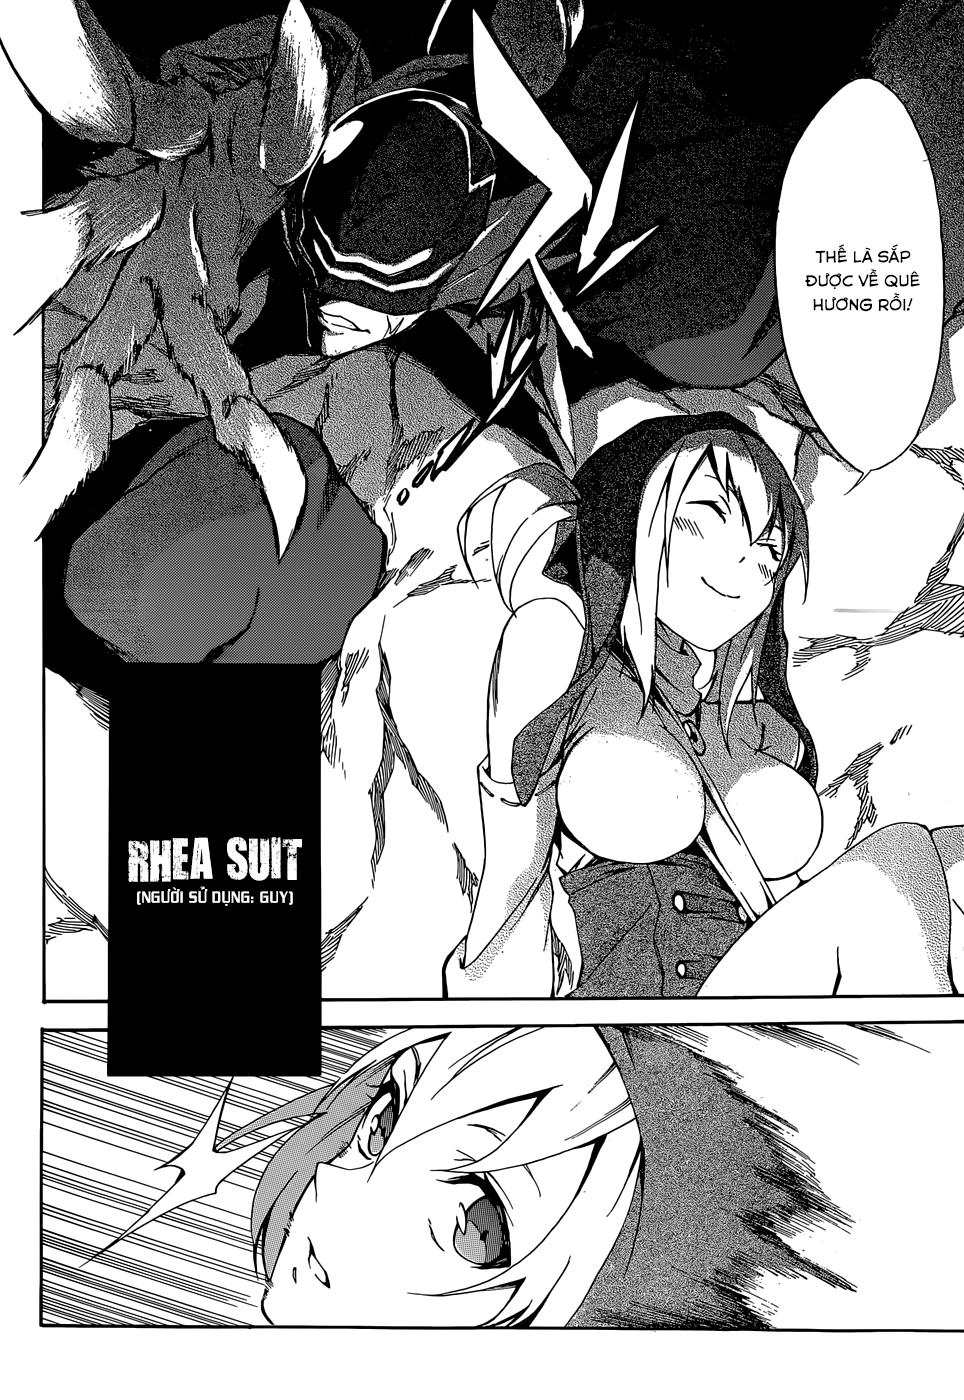 THẾ LÀ SẮP
ĐƯỢC VỀ QUÊ
HƯƠNG RỒI!
RHEA SUIT
(NGƯỜI SỬ DỤNG: GUY)